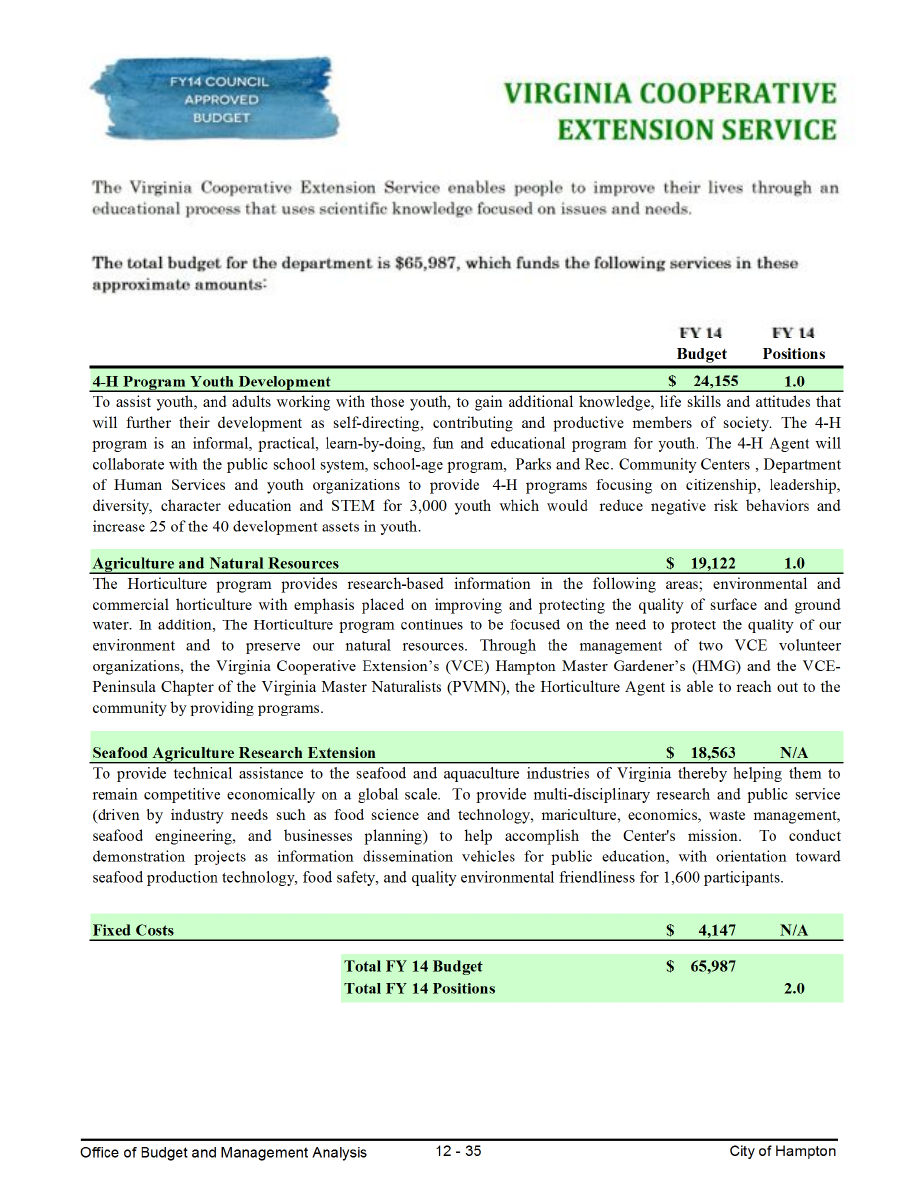 FY14 COUNCIL
APPROVED
BUDGET
VIRGINIA COOPERATIVE
EXTENSION SERVICE
The Virginia Cooperative Extension Service enables people to improve their lives through an
educational process that uses scientific knowledge focused on issues and needs.
The total budget for the department is $65,987, which funds the following services in these
approximate amounts:
FY 14 FY 14
Budget Positions
4-H Program Youth Development $ 24,155 1.0
To assist youth, and adults working with those youth, to gain additional knowledge, life skills and attitudes that
will further their development as self-directing, contributing and productive members of society. The 4-H
program is an informal, practical, learn-by-doing, fun and educational program for youth. The 4-H Agent will
collaborate with the public school system, school-age program, Parks and Rec. Community Centers , Department
of Human Services and youth organizations to provide 4-H programs focusing on citizenship, leadership,
diversity, character education and STEM for 3,000 youth which would reduce negative risk behaviors and
increase 25 of the 40 development assets in youth.
Agriculture and Natural Resources $ 19,122 1.0
The Horticulture program provides research-based information in the following areas; environmental and
commercial horticulture with emphasis placed on improving and protecting the quality of surface and ground
water. In addition, The Horticulture program continues to be focused on the need to protect the quality of our
environment and to preserve our natural resources. Through the management of two VCE volunteer
organizations, the Virginia Cooperative Extension's (VCE) Hampton Master Gardener's (HMG) and the VCE-
Peninsula Chapter of the Virginia Master Naturalists (PVMN), the Horticulture Agent is able to reach out to the
community by providing programs.
Seafood Agriculture Research Extension $ 18,563 N/A
To provide technical assistance to the seafood and aquaculture industries of Virginia thereby helping them to
remain competitive economically on a global scale. To provide multi-disciplinary research and public service
(driven by industry needs such as food science and technology, mariculture, economics, waste management,
seafood engineering, and businesses planning) to help accomplish the Center's mission. To conduct
demonstration projects as information dissemination vehicles for public education, with orientation toward
seafood production technology, food safety, and quality environmental friendliness for 1,600 participants.
Fixed Costs $ 4,147 N/A
Total FY 14 Budget $ 65,987
Total FY 14 Positions 2.0
Office of Budget and Management Analysis 12 - 35 City of Hampton